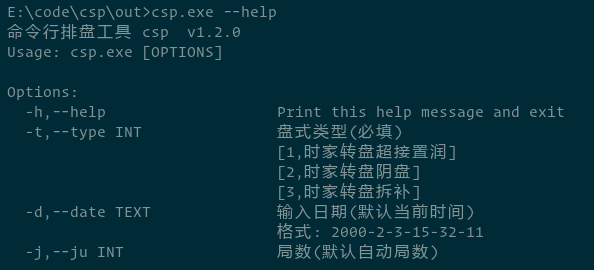 E:\code\csp\out>csp.exe --help
命令行排盘工具 csp  v1.2.0
Usage: csp.exe [OPTIONS]

Options:
  -h,--help                   Print this help message and exit
  -t,--type INT               盘式类型(必填)
                              [1,时家转盘超接置润]
                              [2,时家转盘阴盘]
                              [3,时家转盘拆补]
  -d,--date TEXT              输入日期(默认当前时间)
                              格式: 2000-2-3-15-32-11
  -j,--ju INT                 局数(默认自动局数)